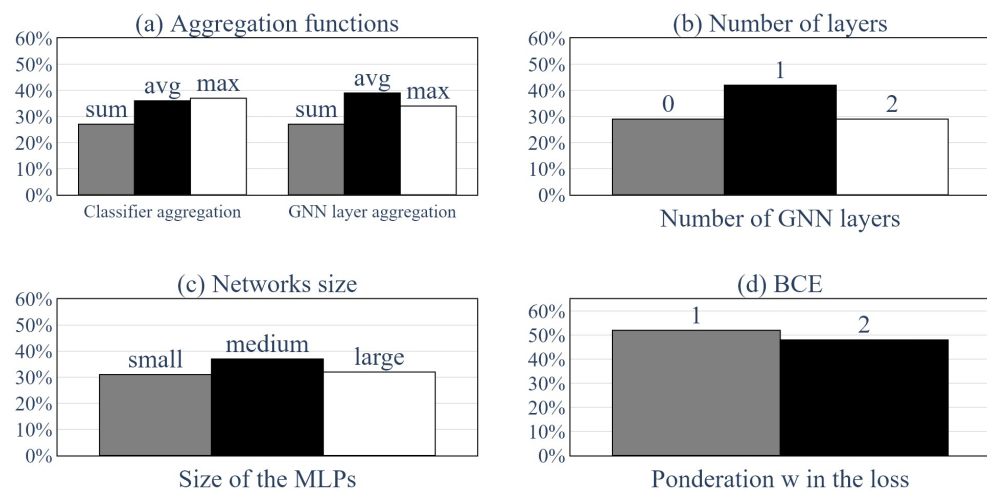 (a) Aggregation functions
60%
50%
40%
30%
20%
10%
0%
sum
avg
max
sum
avg
max
Classifier aggregation
GNN layer aggregation
(b) Number of layers
60%
50%
40%
30%
20%
10%
0%
0
1
2
Number of GNN layers
(c) Networks size
60%
50%
40%
30%
20%
10%
0%
small
medium
large
Size of the MLPs
(d) BCE
60%
50%
40%
30%
20%
10%
0%
1
2
Ponderation w in the loss